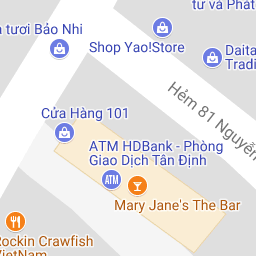 tư và Phát
a tươi Bảo Nhi
Shop Yao!Store
Daita
Tradi
Hẻm 81 Nguyễn
Cửa Hàng 101
ATM HDBank - Phòng
Giao Dịch Tân Định
ATM
Mary Jane's The Bar
Rockin Crawfish
VietNam